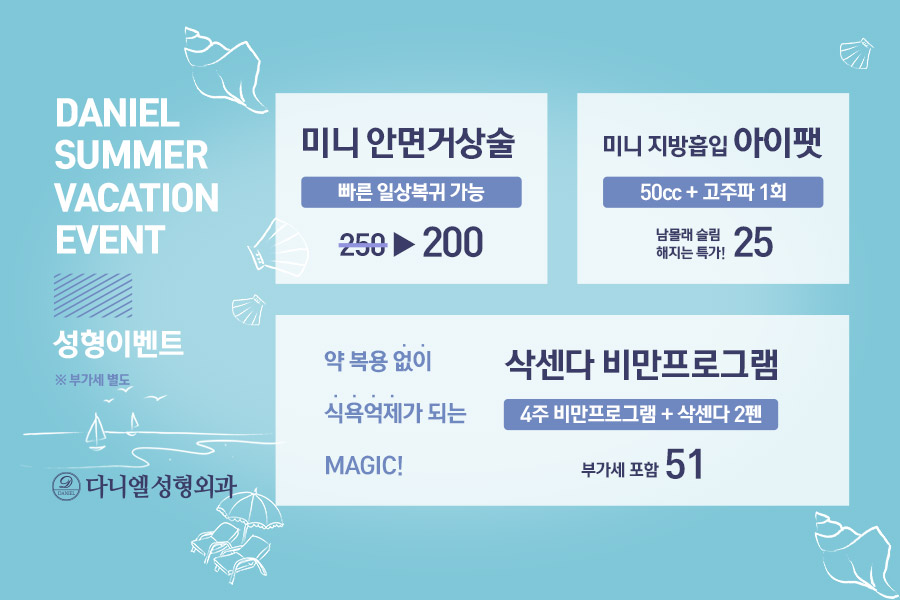 DANIEL
SUMMER
VACATION
EVENT
성형이벤트
※ 부가세 별도
DANIEL
다니엘성형외과
미니 안면거상술
빠른 일상복귀 가능
250 ▶ 200
미니 지방흡입 아이팻
50cc + 고주파 1회
남몰래 슬림
해지는 특가! 25
약 복용 없이
식욕억제가 되는
MAGIC!
삭센다 비만프로그램
4주 비만프로그램 + 삭센다 2펜
부가세 포함 51